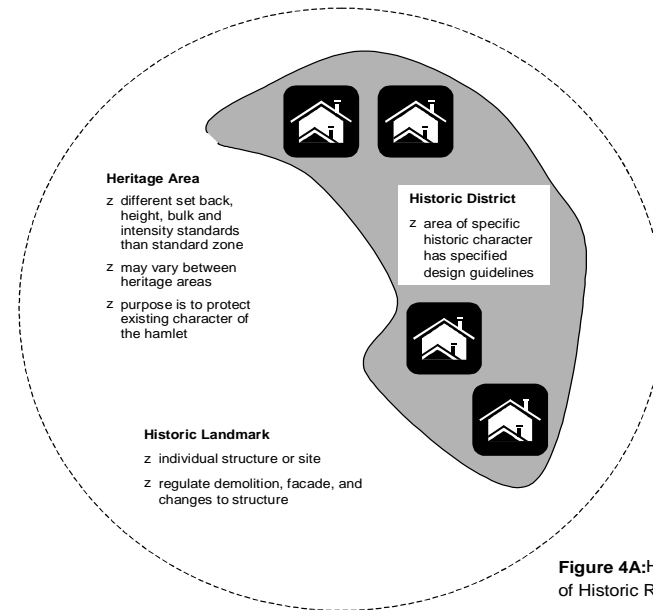 Heritage Area
z different set back,
height, bulk and
intensity standards
than standard zone
z may vary between
heritage areas
z purpose is to protect
existing character of
the hamlet
Historic District
z area of specific
historic character
has specified
design guidelines
Historic Landmark
z individual structure or site
z regulate demolition, facade, and
changes to structure
Figure 4A:H
of Historic R